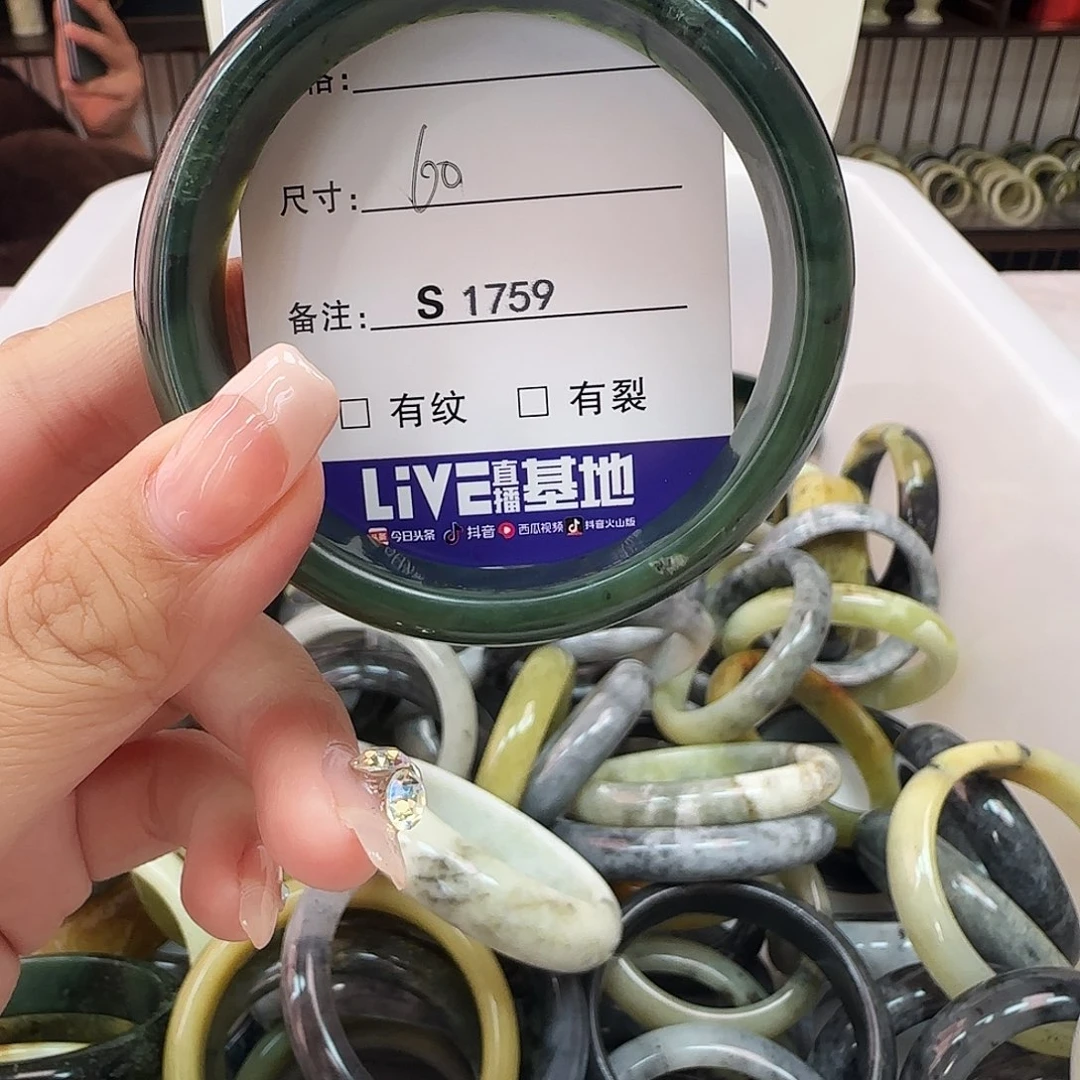 格:
尺寸: 60
备注: S 1759
□ 有纹 □ 有裂
LiVE直播基地
今日头条 抖音 西瓜视频 抖音火山版